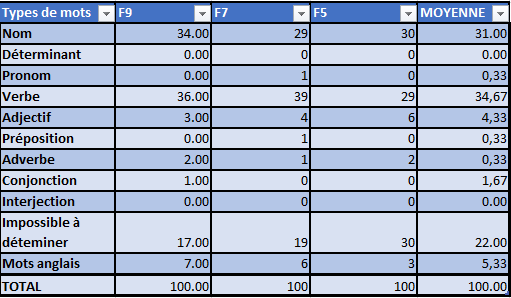 Types de mots F9 F7 F5 MOYENNE
Nom 34.00 29 30 31.00
Déterminant 0.00 0 0 0.00
Pronom 0.00 1 0 0,33
Verbe 36.00 39 29 34,67
Adjectif 3.00 4 6 4,33
Préposition 0.00 1 0 0,33
Adverbe 2.00 1 2 0,33
Conjonction 1.00 0 0 1,67
Interjection 0.00 0 0 0.00
Impossible à
déteminer 17.00 19 30 22.00
Mots anglais 7.00 6 3 5,33
TOTAL 100.00 100 100 100.00